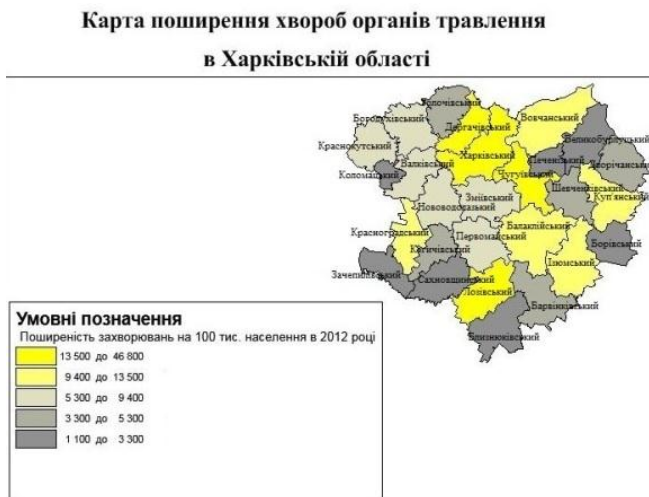 Карта поширення хвороб органів травлення
в Харківській області
Золочівський
Богодухівський
Вовчанський
Дергачівський
Великобурлуцький
Краснокутський
Харківський
Печенізький
Валківський
Дворічанський
Коломацький
Чугуївський
Шевченківський
Зміївський
Куп'янський
Нововодолазький
Балаклійський
Красноградський
Первомайський
Борівський
Кегичівський
Ізюмський
Зачепилівський
Сахновщинський
Лозівський
Барвінківський
Близнюківський
Умовні позначення
Поширеність захворювань на 100 тис. населення в 2012 році
13 500 до 46 800
9 400 до 13 500
5 300 до 9 400
3 300 до 5 300
1 100 до 3 300